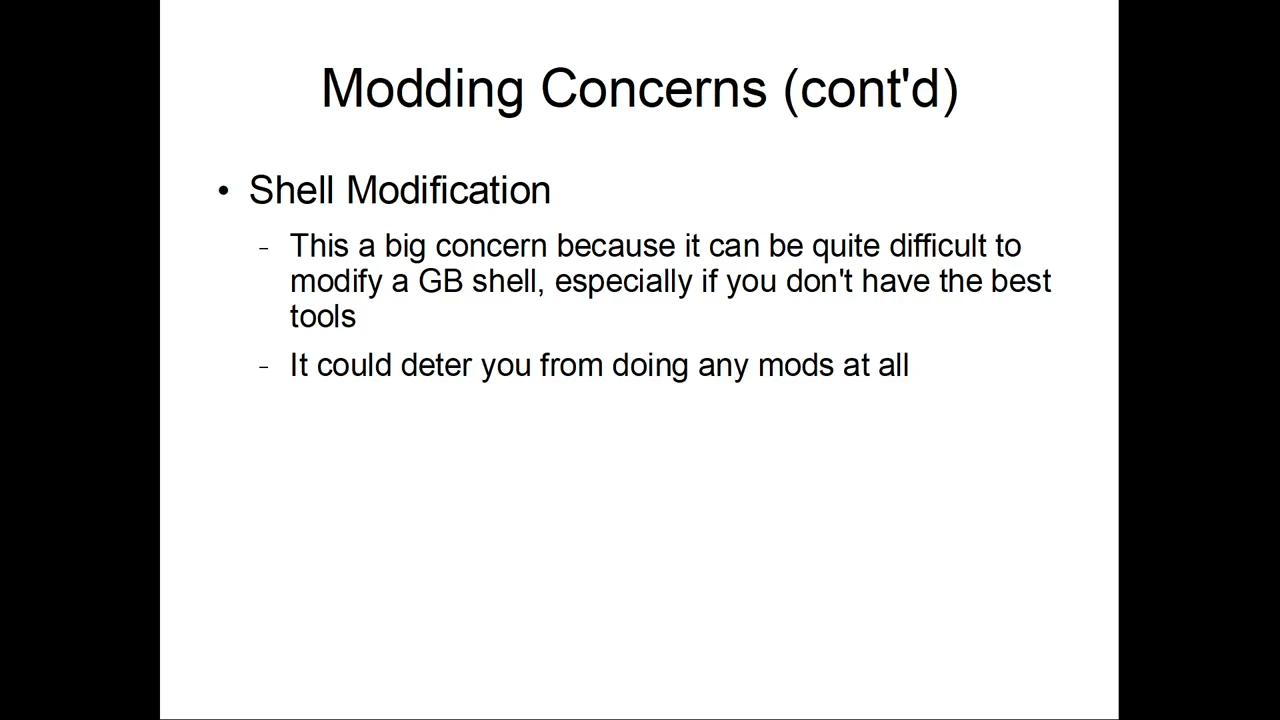 Modding Concerns (cont'd)
• Shell Modification
– This a big concern because it can be quite difficult to
modify a GB shell, especially if you don't have the best
tools
– It could deter you from doing any mods at all